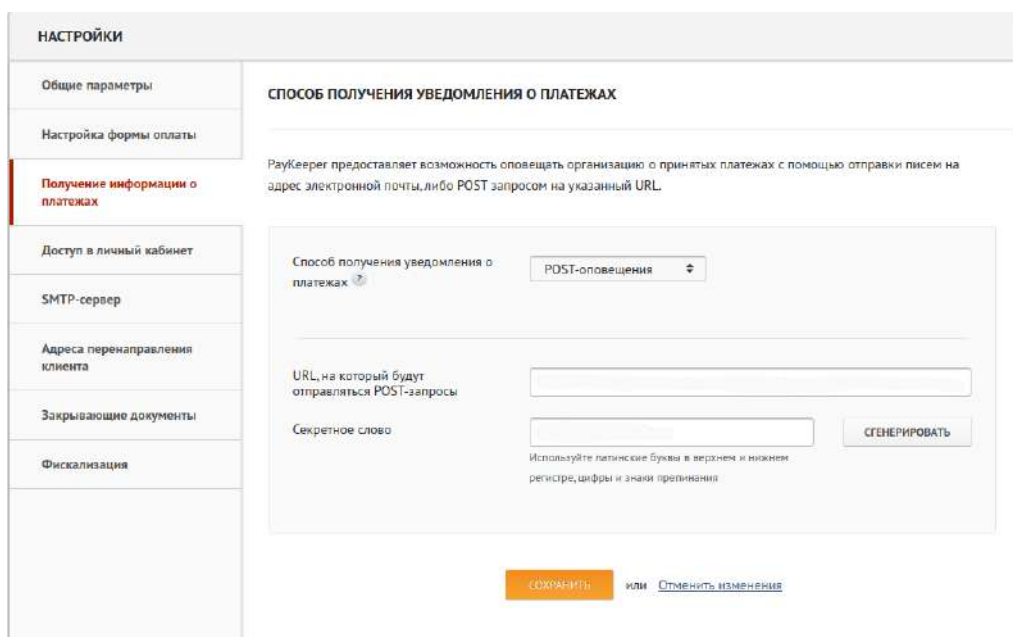 НАСТРОЙКИ
Общие параметры
Настройка формы оплаты
Получение информации о
платежах
Доступ в личный кабинет
SMTP-сервер
Адреса перенаправления
клиента
Закрывающие документы
Фискализация
СПОСОБ ПОЛУЧЕНИЯ УВЕДОМЛЕНИЯ О ПЛАТЕЖАХ
PayKeeper предоставляет возможность оповещать организацию о принятых платежах с помощью отправки писем на
адрес электронной почты, либо POST запросом на указанный URL.
Способ получения уведомления о
платежах ?
POST-оповещения
URL, на который будут
отправляться POST-запросы
Секретное слово
СГЕНЕРИРОВАТЬ
Используйте латинские буквы в верхнем и нижнем
регистре, цифры и знаки препинания
СОХРАНИТЬ или Отменить изменения